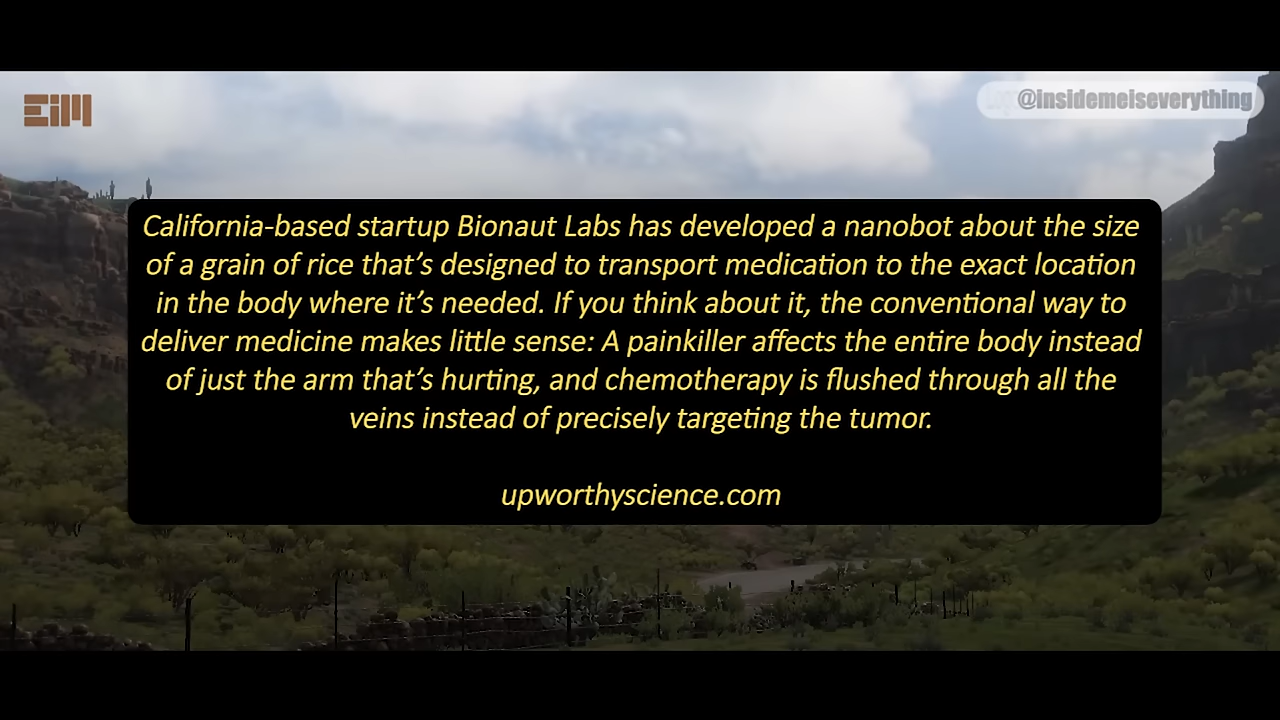 EiM
@insidemeiseverything
California-based startup Bionaut Labs has developed a nanobot about the size
of a grain of rice that’s designed to transport medication to the exact location
in the body where it’s needed. If you think about it, the conventional way to
deliver medicine makes little sense: A painkiller affects the entire body instead
of just the arm that’s hurting, and chemotherapy is flushed through all the
veins instead of precisely targeting the tumor.
upworthyscience.com